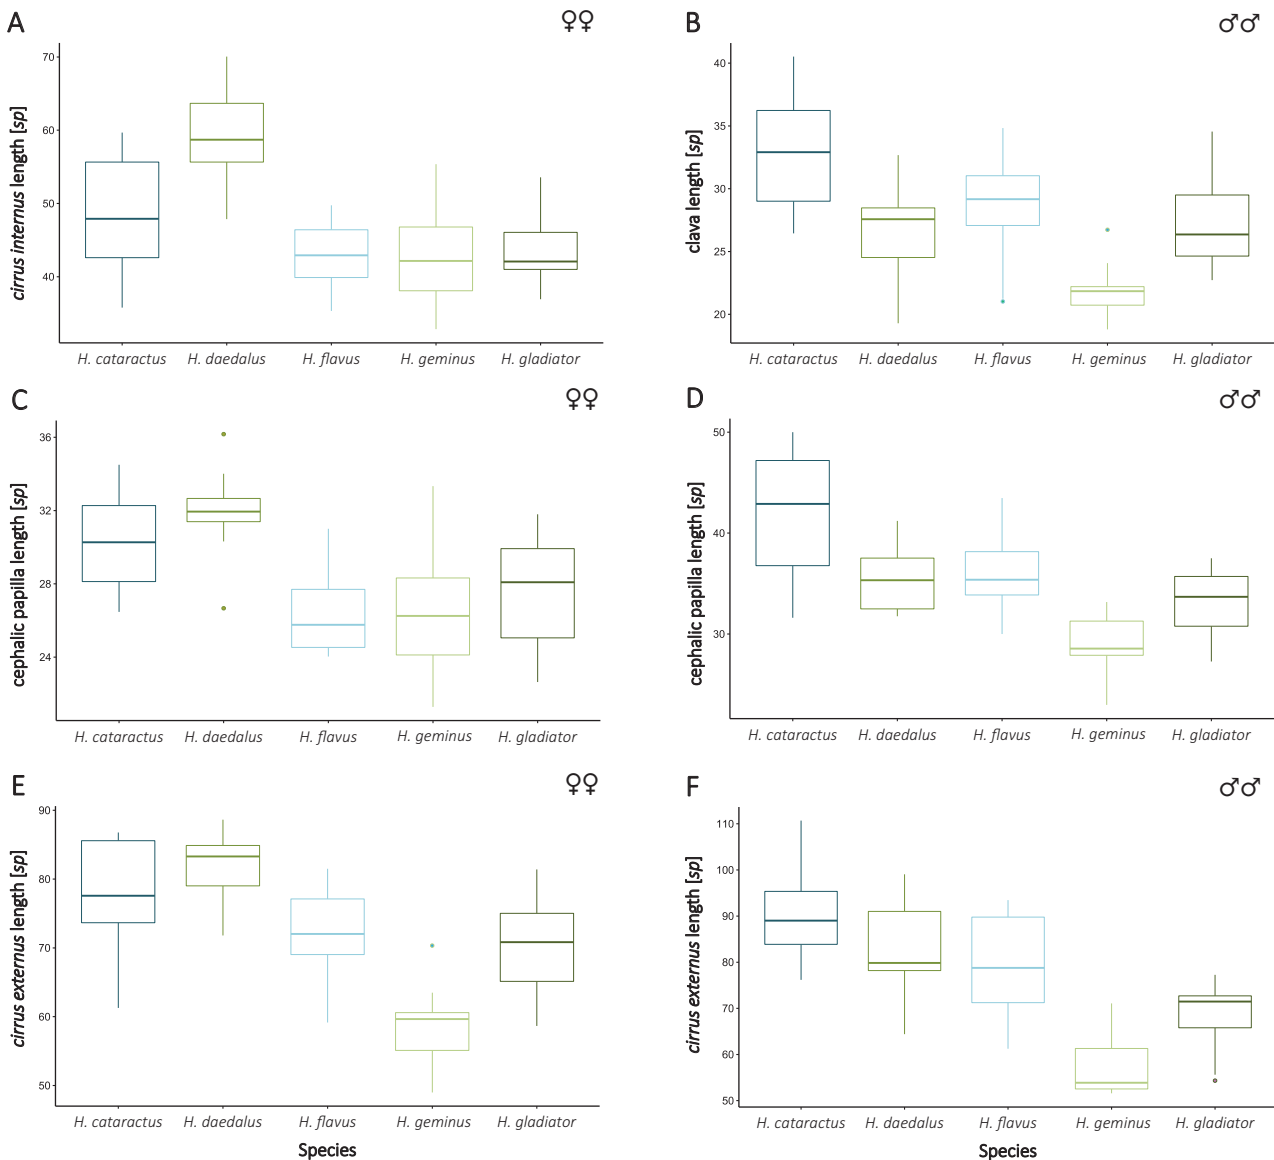 A ♀♀
cirrus internus length [sp]
70
60
50
40
H. cataractus H. daedalus H. flavus H. geminus H. gladiator
B ♂♂
clava length [sp]
40
35
30
25
20
H. cataractus H. daedalus H. flavus H. geminus H. gladiator
C ♀♀
cephalic papilla length [sp]
36
32
28
24
H. cataractus H. daedalus H. flavus H. geminus H. gladiator
D ♂♂
cephalic papilla length [sp]
50
40
30
H. cataractus H. daedalus H. flavus H. geminus H. gladiator
E ♀♀
cirrus externus length [sp]
90
80
70
60
50
H. cataractus H. daedalus H. flavus H. geminus H. gladiator
Species
F ♂♂
cirrus externus length [sp]
110
100
90
80
70
60
50
H. cataractus H. daedalus H. flavus H. geminus H. gladiator
Species